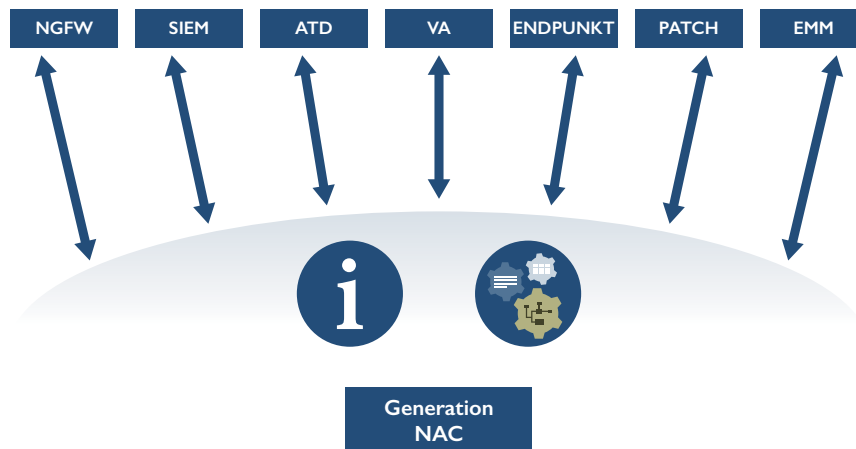 NGFW
SIEM
ATD
VA
ENDPUNKT
PATCH
EMM
Generation
NAC